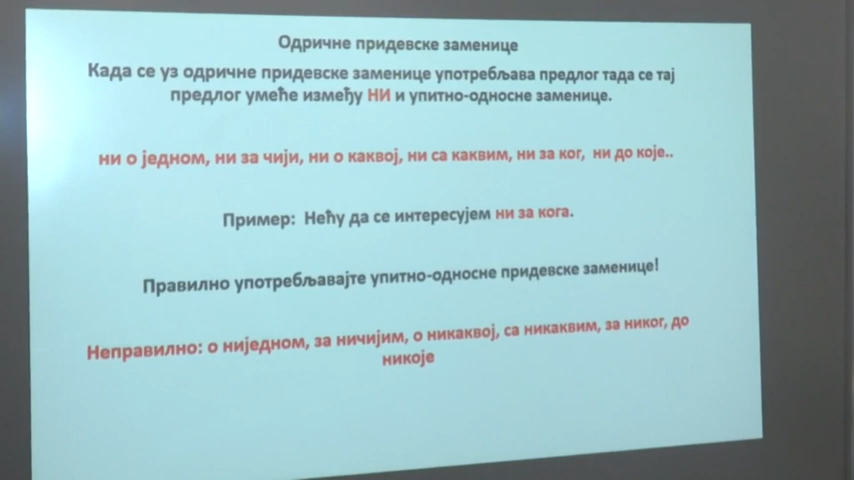 Одричне придевске заменице
Када се уз одричне придевске заменице употребљава предлог тада се тај
предлог умеће између НИ и упитно-односне заменице.
ни о једном, ни за чији, ни о каквој, ни са каквим, ни за ког, ни до које..
Пример: Нећу да се интересујем ни за кога.
Правилно употребљавајте упитно-односне придевске заменице!
Неправилно: о ниједном, за ничијим, о никаквој, са никаквим, за никог, до
никоје